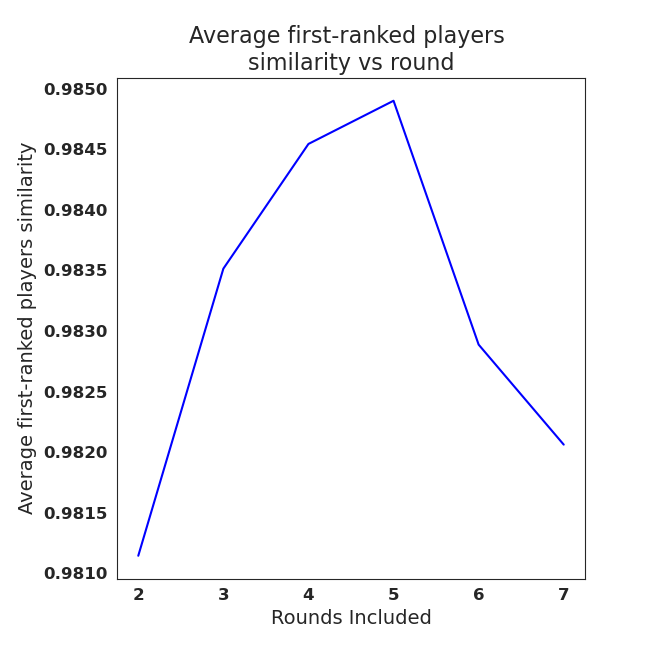 Average first-ranked players
similarity vs round
Average first-ranked players similarity
0.9850
0.9845
0.9840
0.9835
0.9830
0.9825
0.9820
0.9815
0.9810
2 3 4 5 6 7
Rounds Included